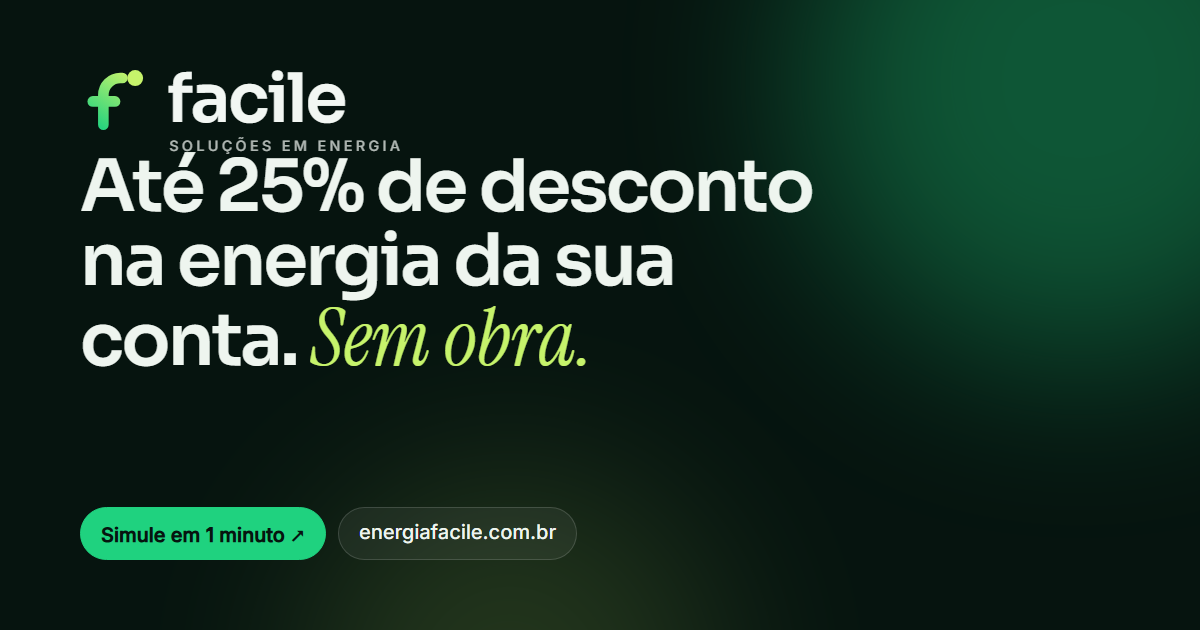 facile
SOLUÇÕES EM ENERGIA
Até 25% de desconto
na energia da sua
conta. Sem obra.
Simule em 1 minuto ↗
energiafacile.com.br